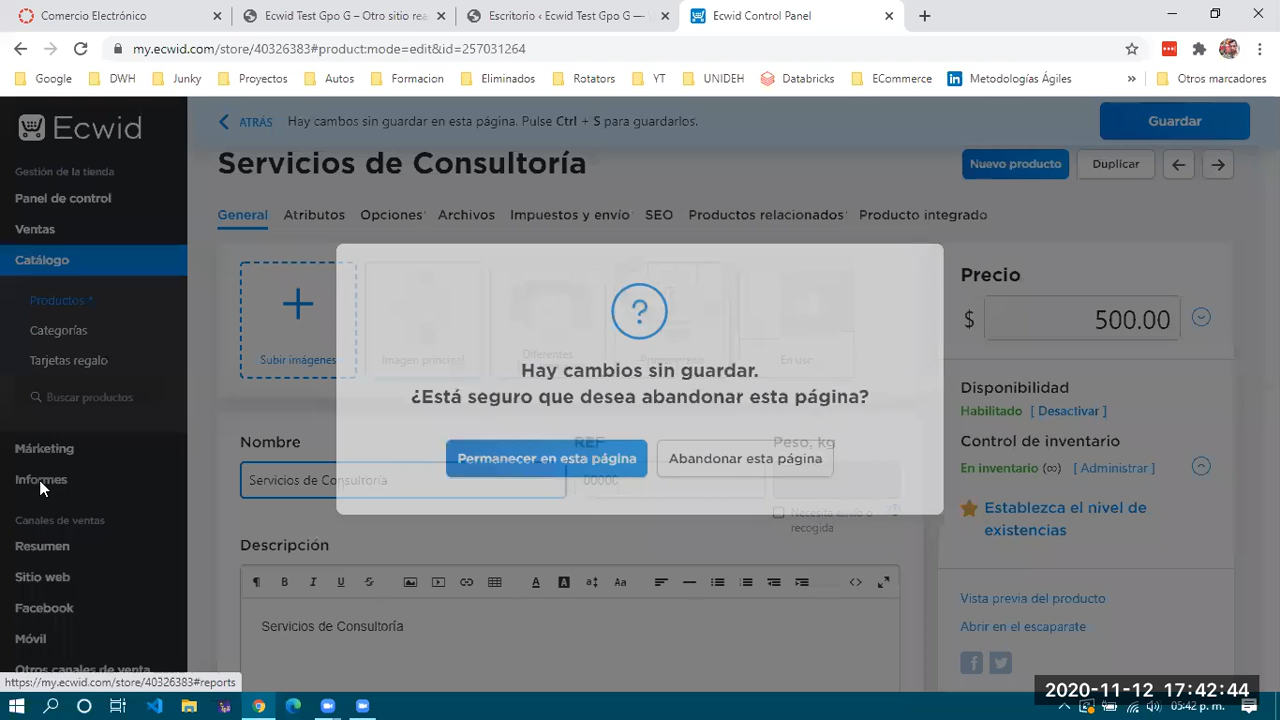 Comercio Electrónico
Ecwid Test Gpo G – Otro sitio rea
Escritorio ‹ Ecwid Test Gpo G —
Ecwid Control Panel
my.ecwid.com/store/40326383#product:mode=edit&id=257031264
Google DWH Junky Proyectos Autos Formacion Eliminados Rotators YT UNIDEH Databricks ECommerce Metodologías Ágiles » Otros marcadores
Ecwid
Gestión de la tienda
Panel de control
Ventas
Catálogo
Productos *
Categorías
Tarjetas regalo
Buscar productos
Márketing
Informes
Canales de ventas
Resumen
Sitio web
Facebook
Móvil
Otros canales de venta
https://my.ecwid.com/store/40326383#reports
ATRÁS Hay cambos sin guardar en esta página. Pulse Ctrl + S para guardarlos.
Guardar
Servicios de Consultoría
Nuevo producto
Duplicar
General Atributos Opciones Archivos Impuestos y envío SEO Productos relacionados Producto integrado
Subir imágenes
Imagen principal
Diferentes
En uso
?
Hay cambios sin guardar.
¿Está seguro que desea abandonar esta página?
Permanecer en esta página
Abandonar esta página
Nombre
REF
Peso, kg
Servicios de Consultoría
Necesita envío o
recogida
Descripción
Servicios de Consultoría
Precio
$ 500.00
Disponibilidad
Habilitado [ Desactivar ]
Control de inventario
En inventario (∞) [ Administrar ]
Establezca el nivel de
existencias
Vista previa del producto
Abrir en el escaparate
2020-11-12 17:42:44
05:42 p. m.